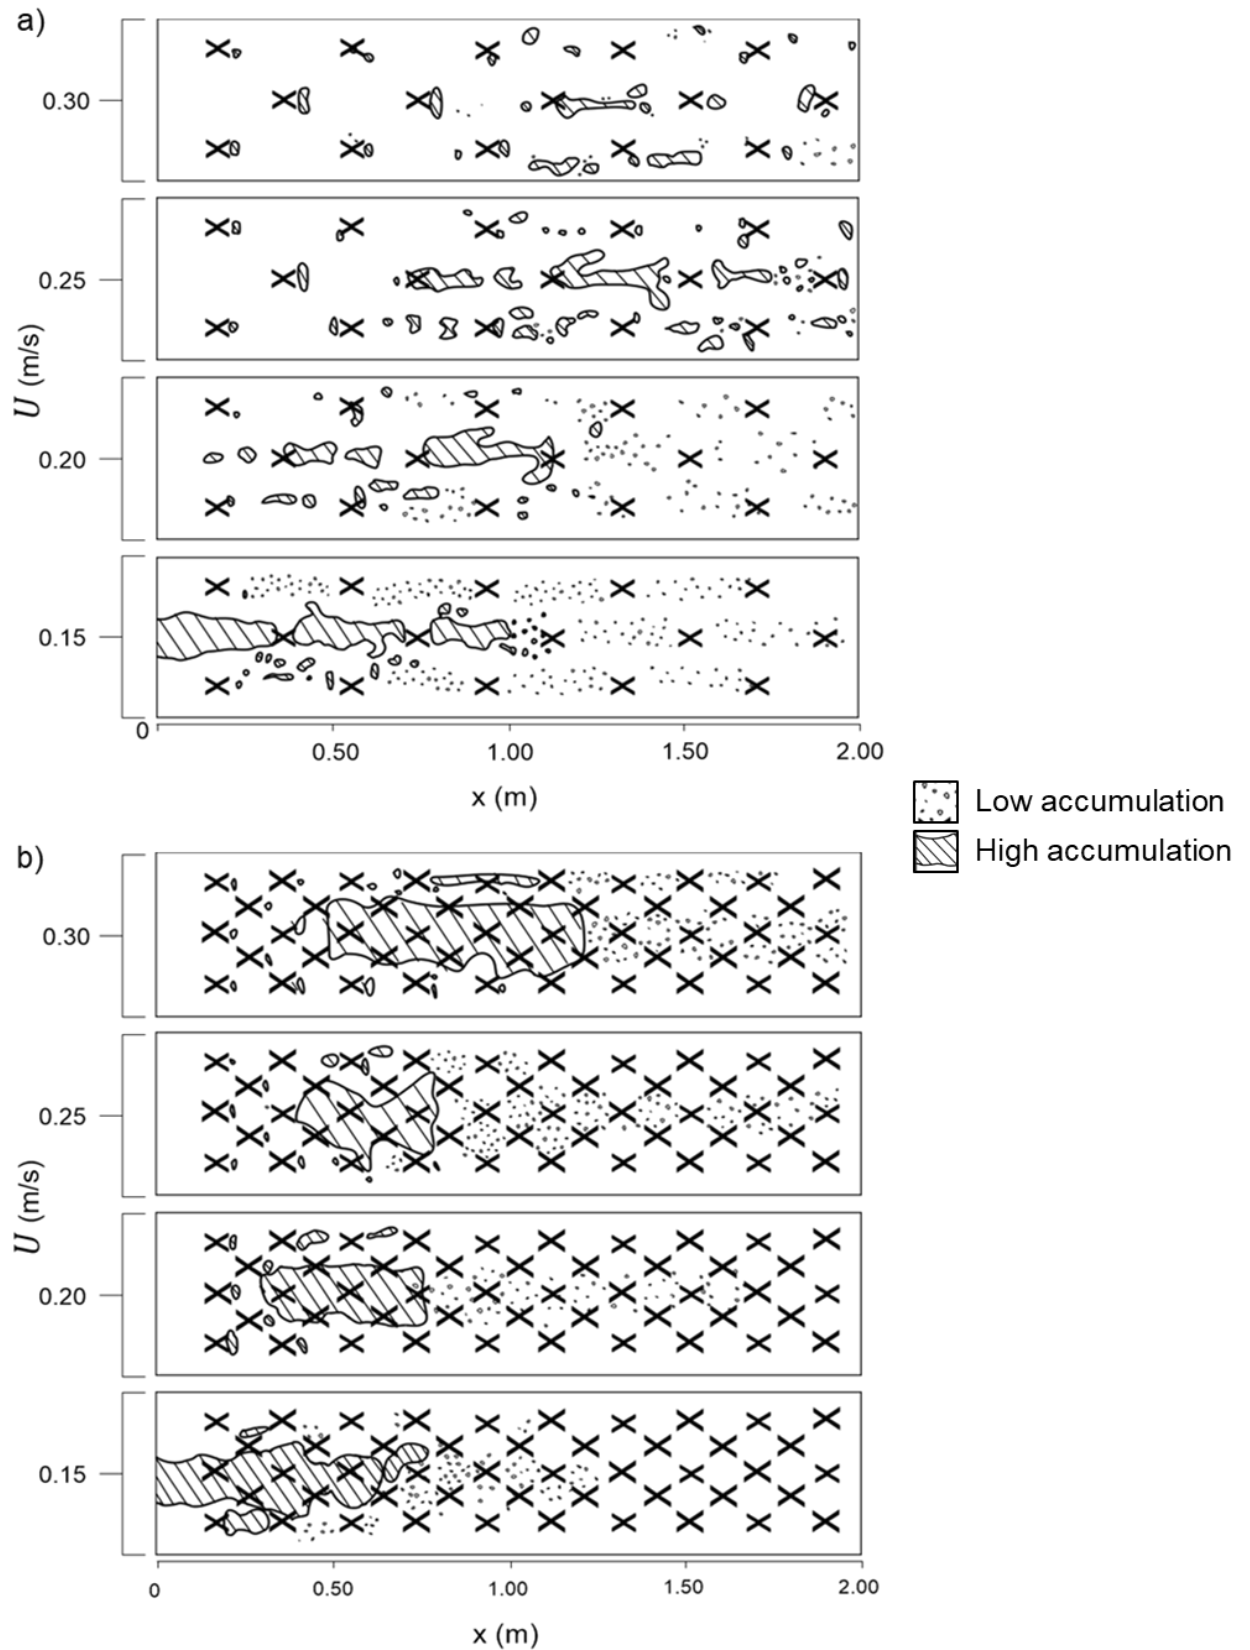 a)
0.30
0.25
U (m/s)
0.20
0.15
0
0.50 1.00 1.50 2.00
x (m)
Low accumulation
High accumulation
b)
0.30
0.25
U (m/s)
0.20
0.15
0 0.50 1.00 1.50 2.00
x (m)